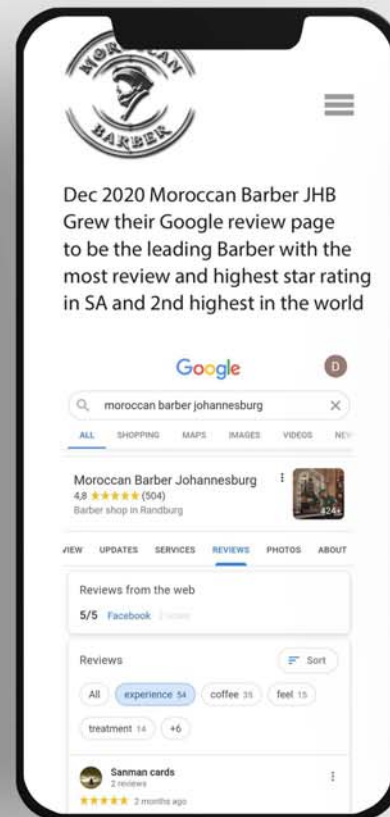 MOROCCAN
BARBER
Dec 2020 Moroccan Barber JHB
Grew their Google review page
to be the leading Barber with the
most review and highest star rating
in SA and 2nd highest in the world
Google
D
moroccan barber johannesburg
ALL SHOPPING MAPS IMAGES VIDEOS
Moroccan Barber Johannesburg
4,8 ★★★★★ (504)
424+
Barber shop in Randburg
UPDATES SERVICES REVIEWS PHOTOS ABOUT
Reviews from the web
5/5 Facebook
Reviews
Sort
All experience 54 coffee 35 feel 15
treatment 14 +6
Sanman cards
2 reviews
★★★★★ 2 months ago